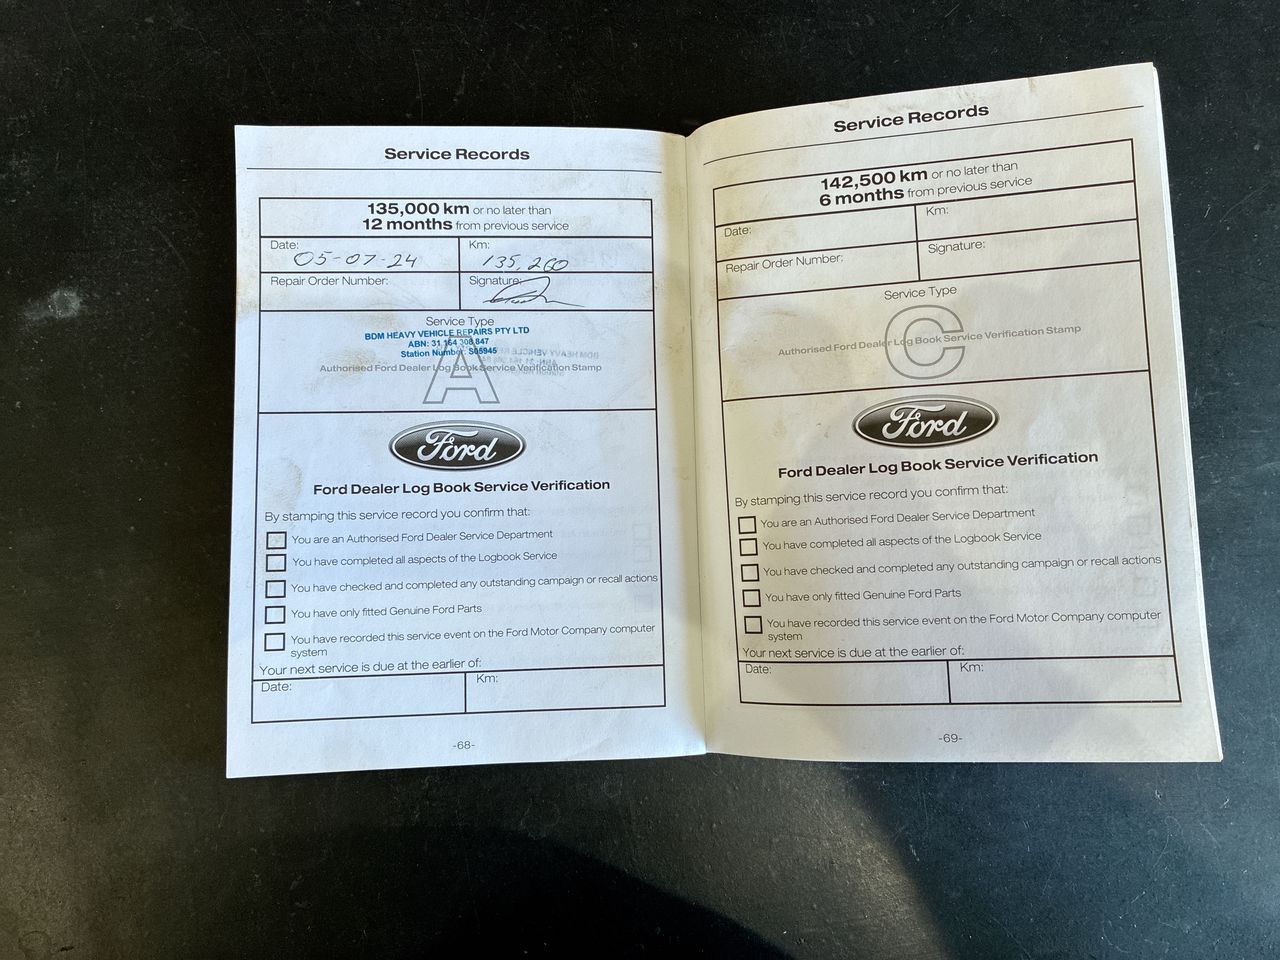 Service Records
135,000 km or no later than
12 months from previous service
Date:
05-07-24
Km:
135,260
Repair Order Number:
Signature:
Service Type
BDM HEAVY VEHICLE REPAIRS PTY LTD
ABN: 31 164 308 847
Station Number: S05945
A
Authorised Ford Dealer Log Book Service Verification Stamp
Ford
Ford Dealer Log Book Service Verification
By stamping this service record you confirm that:
You are an Authorised Ford Dealer Service Department
You have completed all aspects of the Logbook Service
You have checked and completed any outstanding campaign or recall actions
You have only fitted Genuine Ford Parts
You have recorded this service event on the Ford Motor Company computer
system
Your next service is due at the earlier of:
Date:
Km:
-68-
Service Records
142,500 km or no later than
6 months from previous service
Date:
Km:
Repair Order Number:
Signature:
Service Type
C
Authorised Ford Dealer Log Book Service Verification Stamp
Ford
Ford Dealer Log Book Service Verification
By stamping this service record you confirm that:
You are an Authorised Ford Dealer Service Department
You have completed all aspects of the Logbook Service
You have checked and completed any outstanding campaign or recall actions
You have only fitted Genuine Ford Parts
You have recorded this service event on the Ford Motor Company computer
system
Your next service is due at the earlier of:
Date:
Km:
-69-